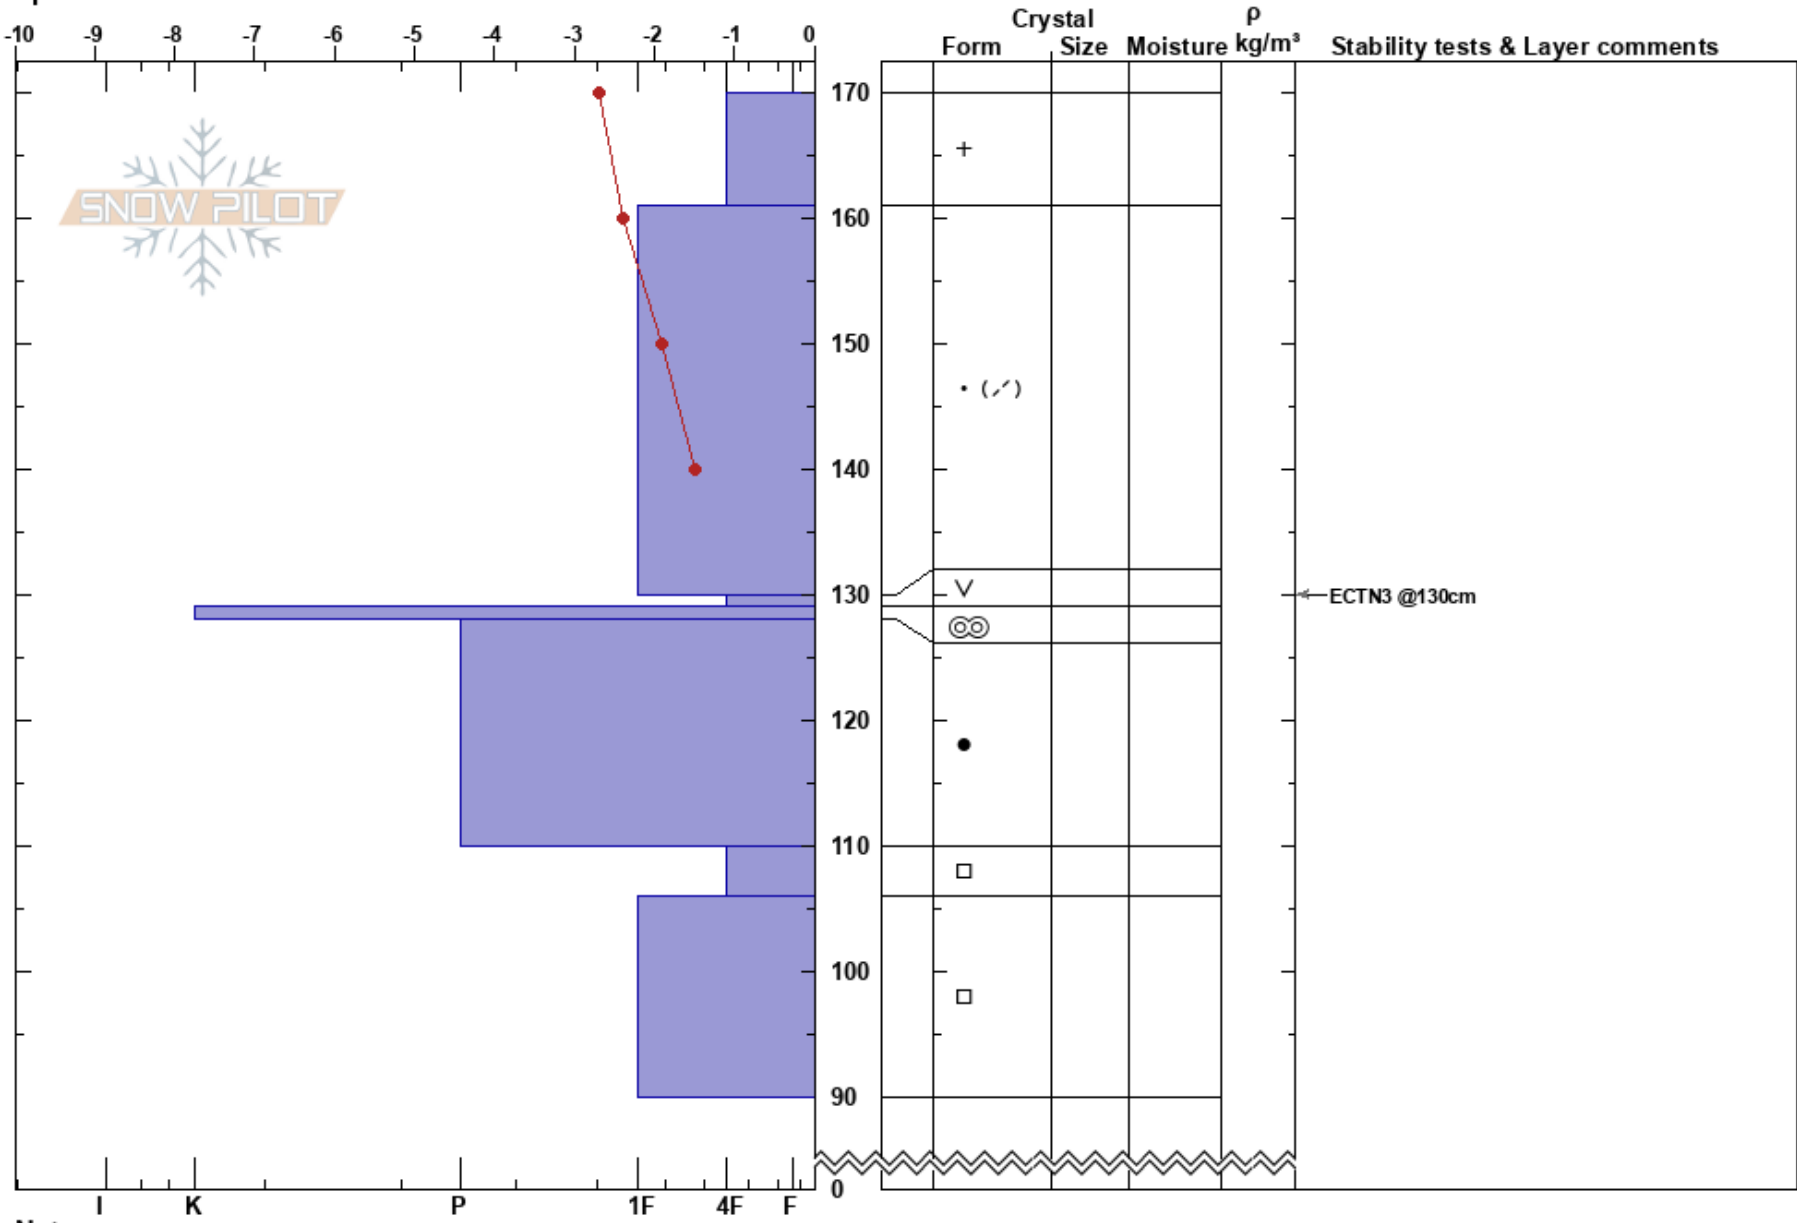 Crystal ρ
-10 -9 -8 -7 -6 -5 -4 -3 -2 -1 0 Form Size Moisture kg/m³ Stability tests & Layer comments
170
SNOW PILOT
+
160
150
• (⟋)
140
130 V ECTN3 @130cm
120
●
110
100
90
0
I K P 1F 4F F